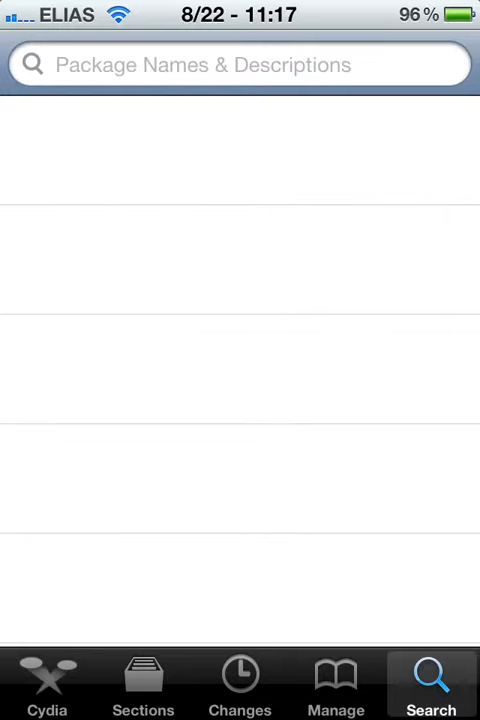 ELIAS 8/22 - 11:17 96%
Package Names & Descriptions
Cydia Sections Changes Manage Search